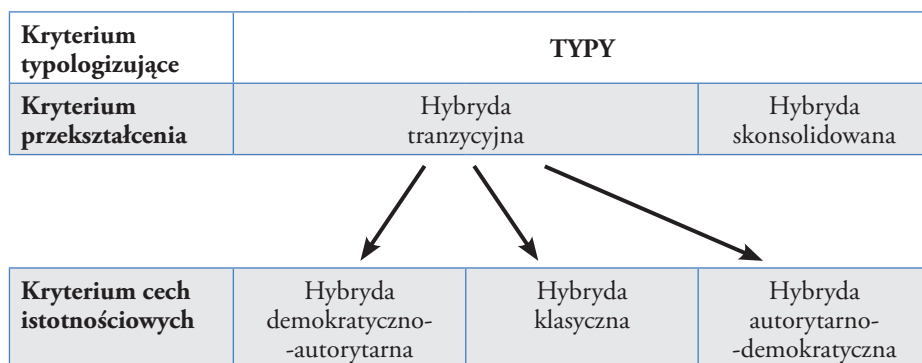 Kryterium
typologizujące
TYPY
Kryterium
przekształcenia
Hybryda
tranzycyjna
Hybryda
skonsolidowana
Kryterium cech
istotnościowych
Hybryda
demokratyczno-
-autorytarna
Hybryda
klasyczna
Hybryda
autorytarno-
-demokratyczna